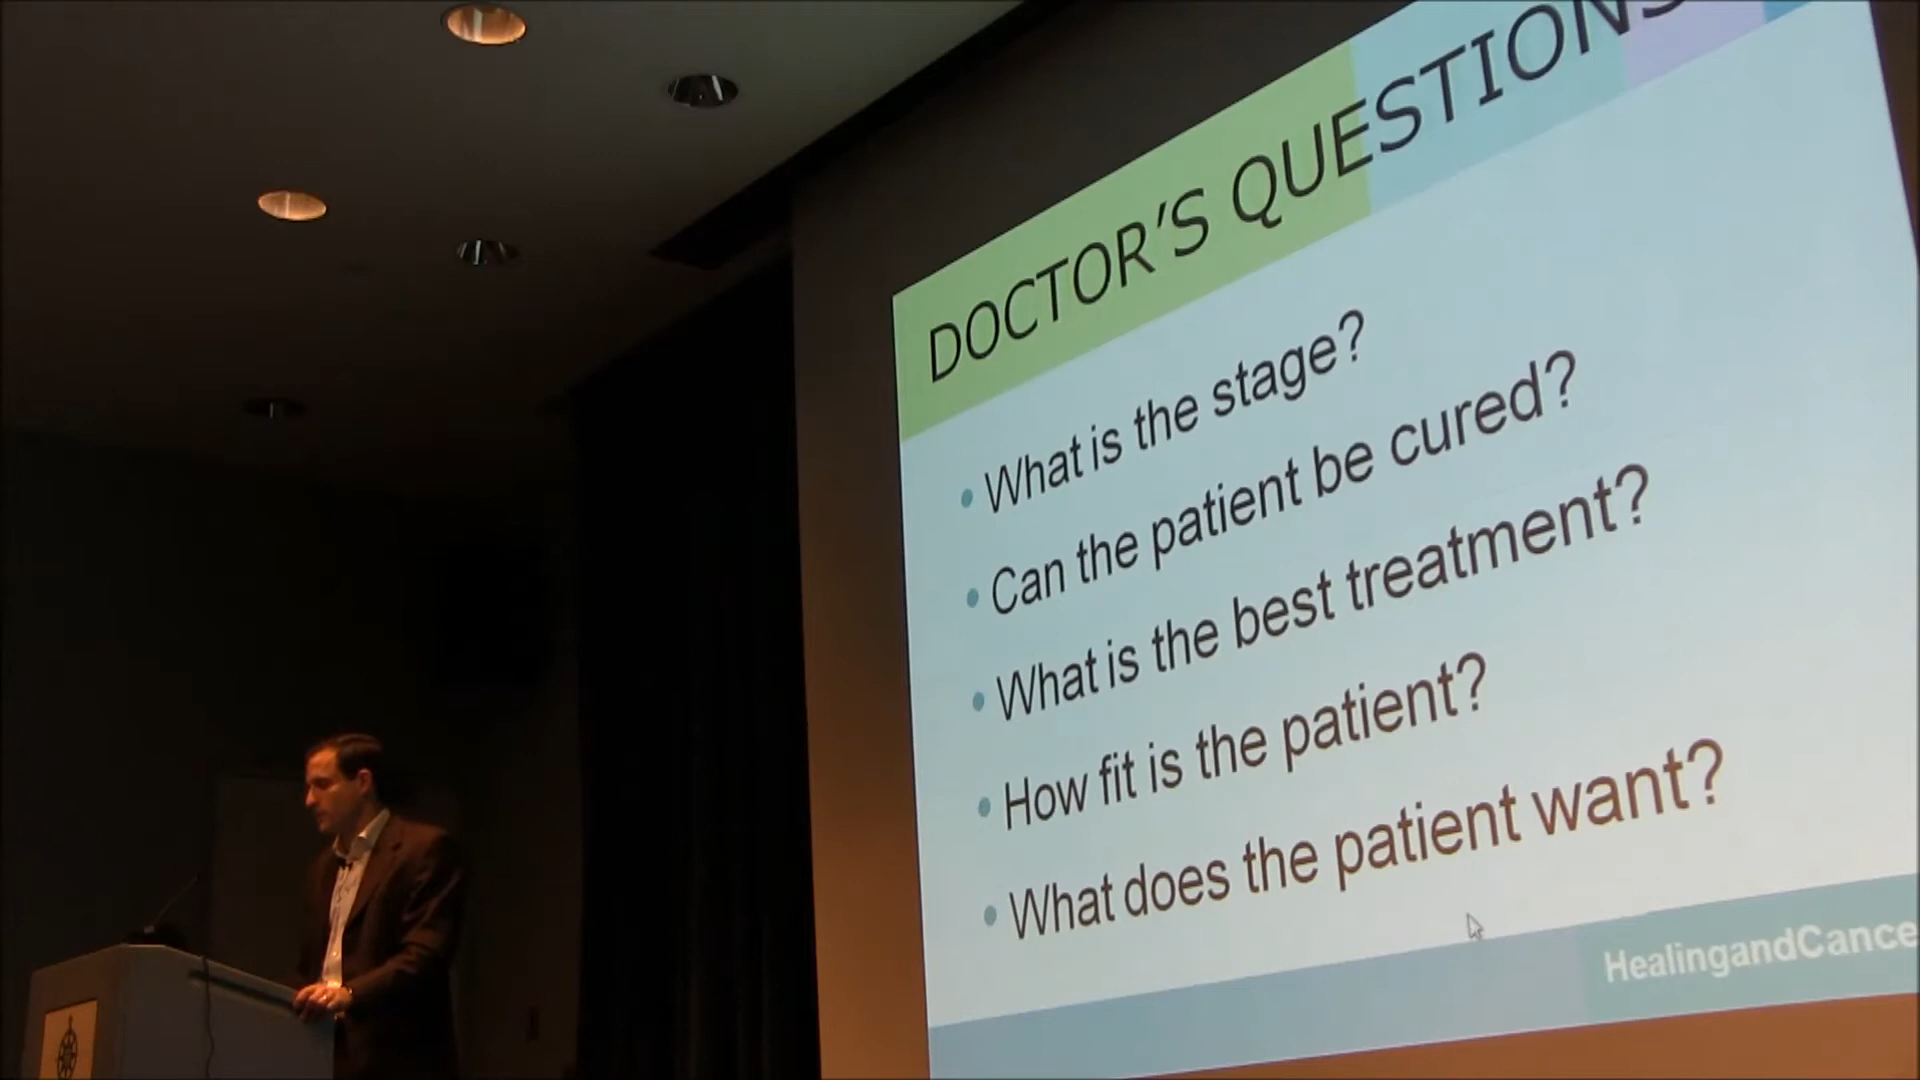 DOCTOR'S QUESTIONS
• What is the stage?
• Can the patient be cured?
• What is the best treatment?
• How fit is the patient?
• What does the patient want?
HealingandCance